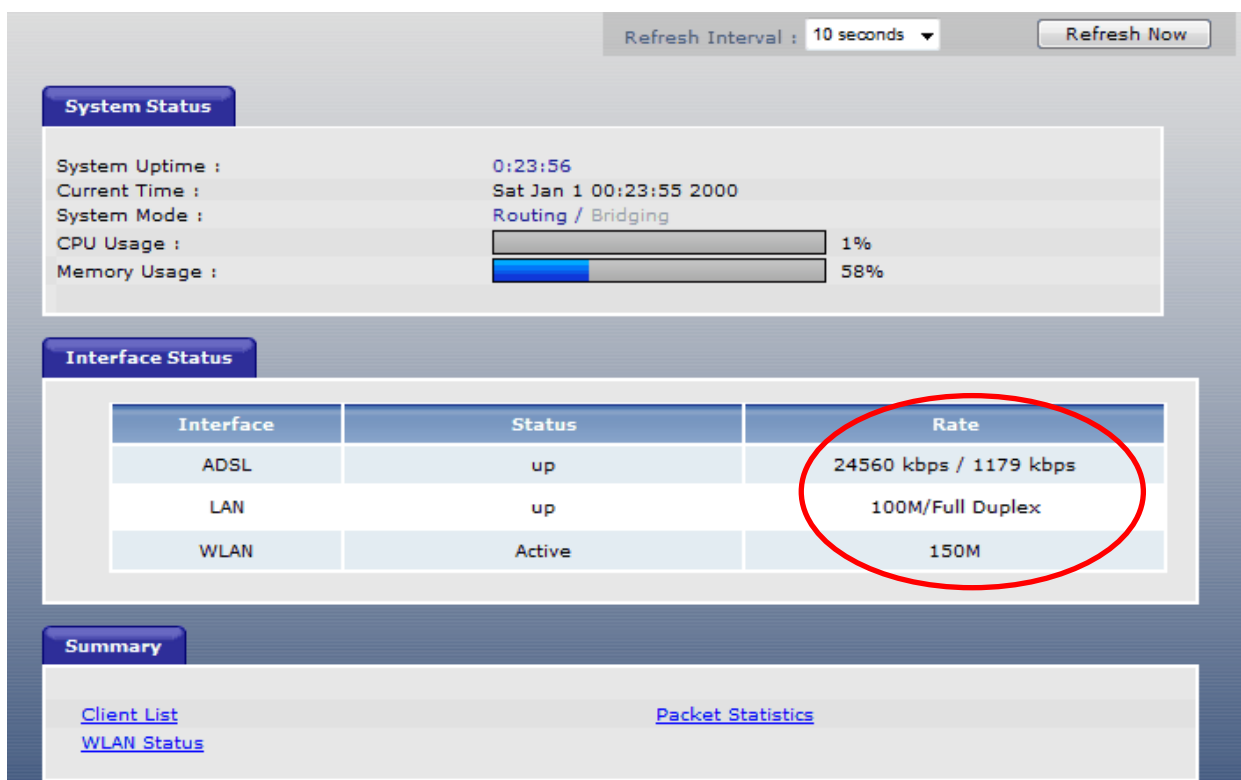 Refresh Interval : 10 seconds Refresh Now
System Status
System Uptime : 0:23:56
Current Time : Sat Jan 1 00:23:55 2000
System Mode : Routing / Bridging
CPU Usage : 1%
Memory Usage : 58%
Interface Status
Interface Status Rate
ADSL up 24560 kbps / 1179 kbps
LAN up 100M/Full Duplex
WLAN Active 150M
Summary
Client List Packet Statistics
WLAN Status